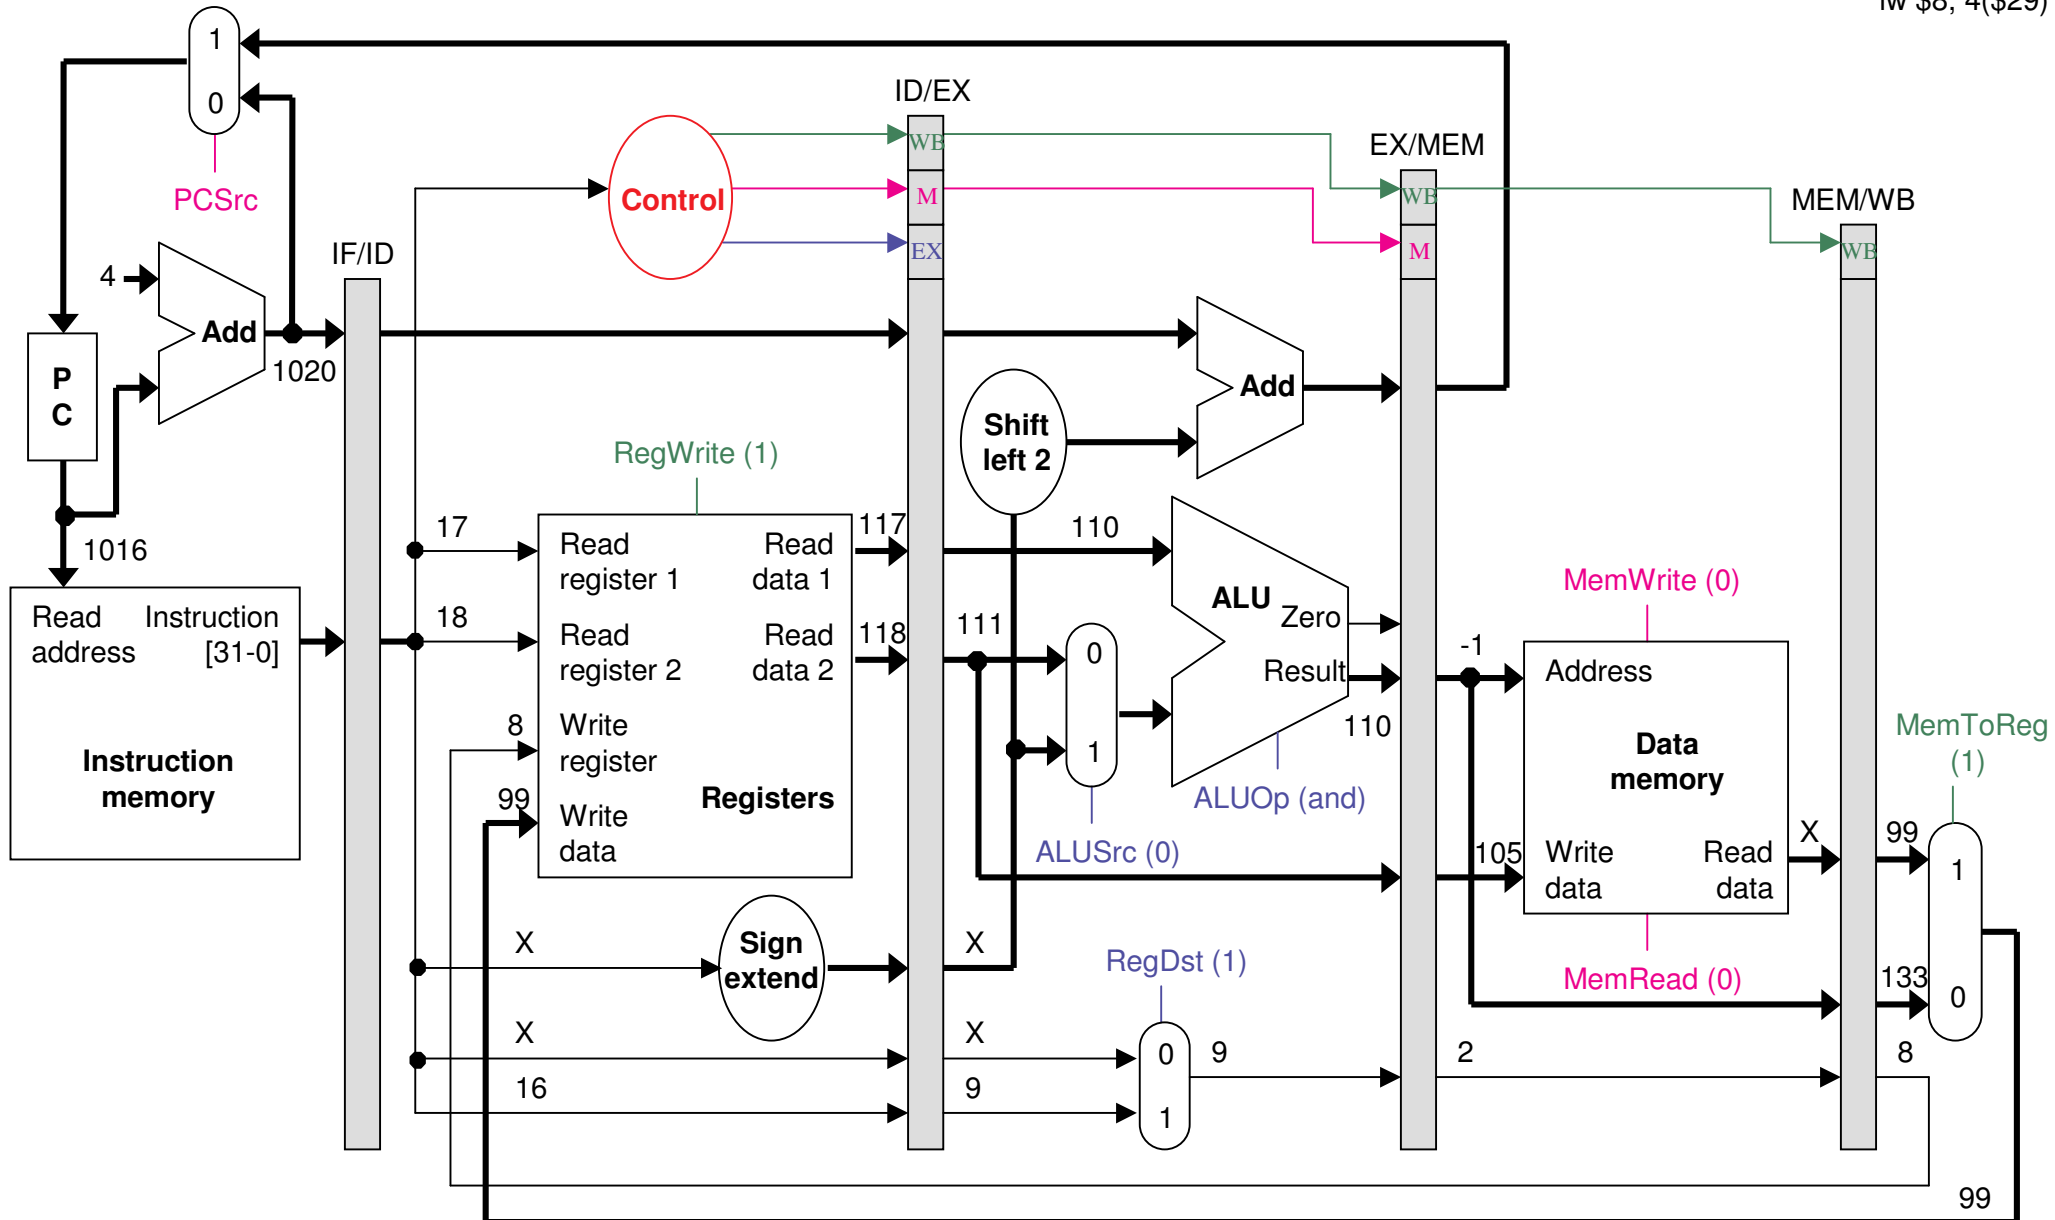 lw $8, 4($29)
1
0
PCSrc
4
Add
1020
P
C
1016
Read
address
Instruction
[31-0]
Instruction
memory
IF/ID
Control
17
18
8
99
X
X
16
RegWrite (1)
Read
register 1
Read
data 1
Read
register 2
Read
data 2
Write
register
Registers
Write
data
Sign
extend
117
118
ID/EX
WB
M
EX
Shift
left 2
Add
110
111
0
1
ALUSrc (0)
ALU
Zero
Result
ALUOp (and)
110
X
X
9
RegDst (1)
0
1
9
EX/MEM
WB
M
-1
105
2
MemWrite (0)
Address
Data
memory
Write
data
Read
data
MemRead (0)
X
MEM/WB
WB
99
133
8
MemToReg
(1)
1
0
99